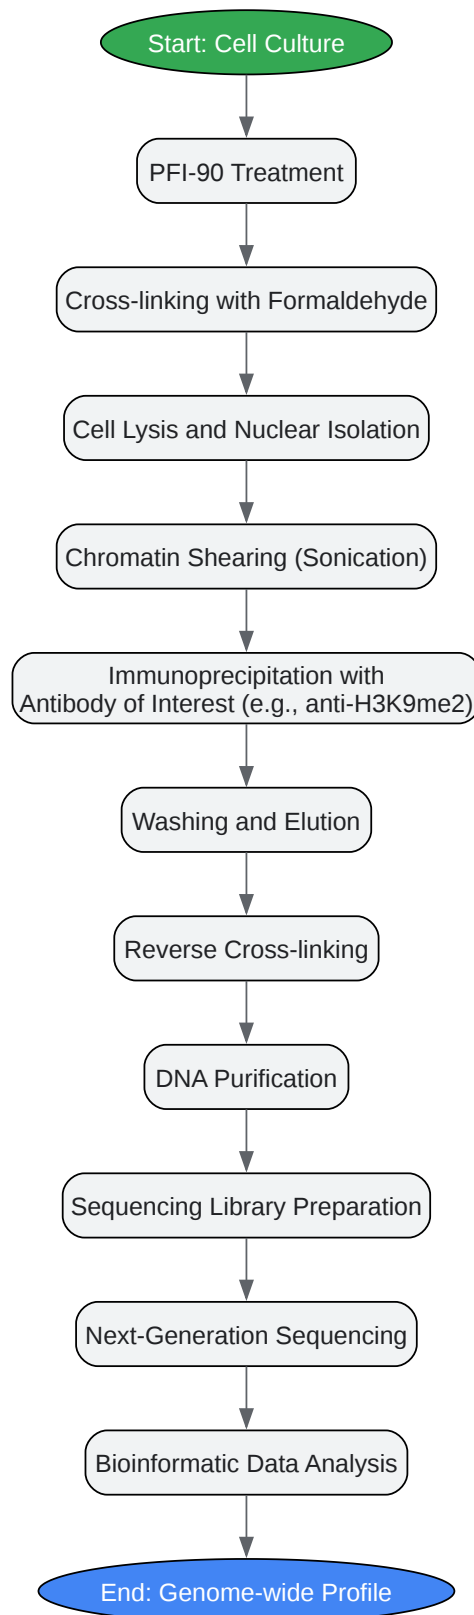 Start: Cell Culture
PFI-90 Treatment
Cross-linking with Formaldehyde
Cell Lysis and Nuclear Isolation
Chromatin Shearing (Sonication)
Immunoprecipitation with
Antibody of Interest (e.g., anti-H3K9me2)
Washing and Elution
Reverse Cross-linking
DNA Purification
Sequencing Library Preparation
Next-Generation Sequencing
Bioinformatic Data Analysis
End: Genome-wide Profile